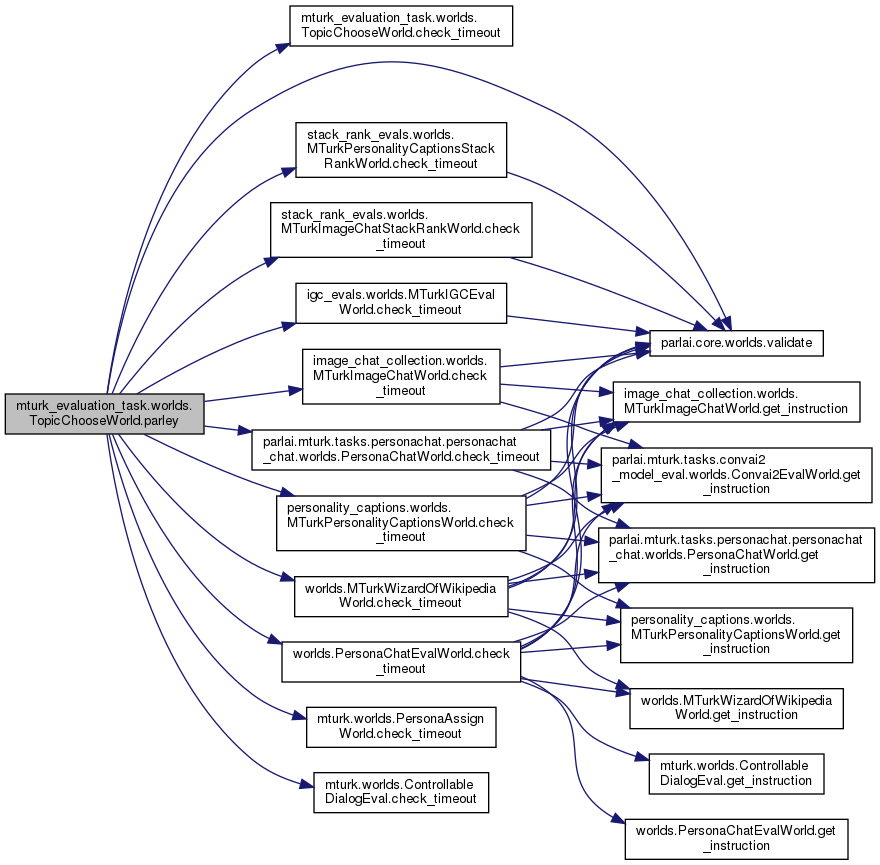 mturk_evaluation_task.worlds.
TopicChooseWorld.parley
mturk_evaluation_task.worlds.
TopicChooseWorld.check_timeout
stack_rank_evals.worlds.
MTurkPersonalityCaptionsStack
RankWorld.check_timeout
stack_rank_evals.worlds.
MTurkImageChatStackRankWorld.check
_timeout
igc_evals.worlds.MTurkIGCEval
World.check_timeout
image_chat_collection.worlds.
MTurkImageChatWorld.check
_timeout
parlai.mturk.tasks.personachat.personachat
_chat.worlds.PersonaChatWorld.check_timeout
personality_captions.worlds.
MTurkPersonalityCaptionsWorld.check
_timeout
worlds.MTurkWizardOfWikipedia
World.check_timeout
worlds.PersonaChatEvalWorld.check
_timeout
mturk.worlds.PersonaAssign
World.check_timeout
mturk.worlds.Controllable
DialogEval.check_timeout
parlai.core.worlds.validate
image_chat_collection.worlds.
MTurkImageChatWorld.get_instruction
parlai.mturk.tasks.convai2
_model_eval.worlds.Convai2EvalWorld.get
_instruction
parlai.mturk.tasks.personachat.personachat
_chat.worlds.PersonaChatWorld.get
_instruction
personality_captions.worlds.
MTurkPersonalityCaptionsWorld.get
_instruction
worlds.MTurkWizardOfWikipedia
World.get_instruction
mturk.worlds.Controllable
DialogEval.get_instruction
worlds.PersonaChatEvalWorld.get
_instruction